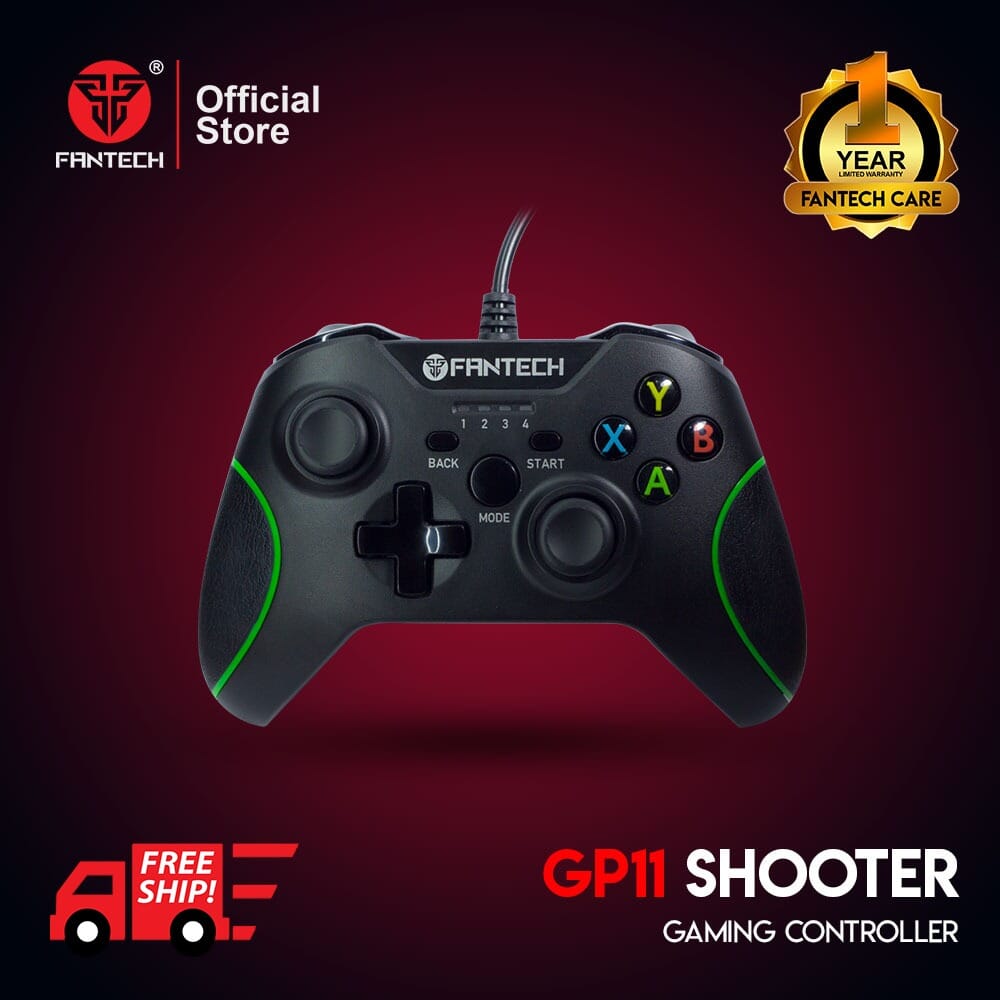 FANTECH
®
Official
Store
1
YEAR
LIMITED WARRANTY
FANTECH CARE
FANTECH
1 2 3 4
BACK
START
MODE
Y
X
B
A
FREE
SHIP!
GP11 SHOOTER
GAMING CONTROLLER